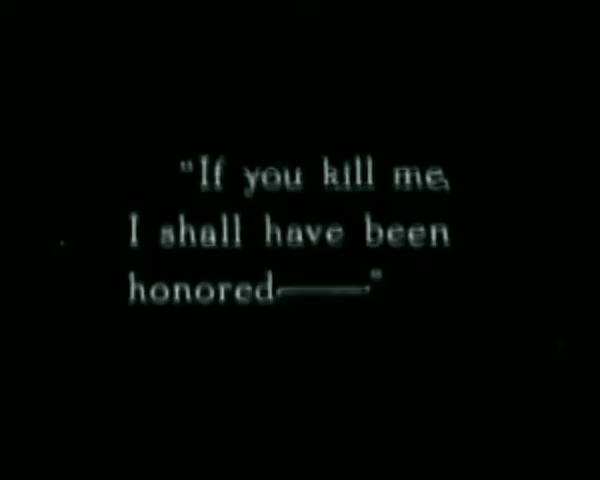 "If you kill me,
I shall have been
honored——"